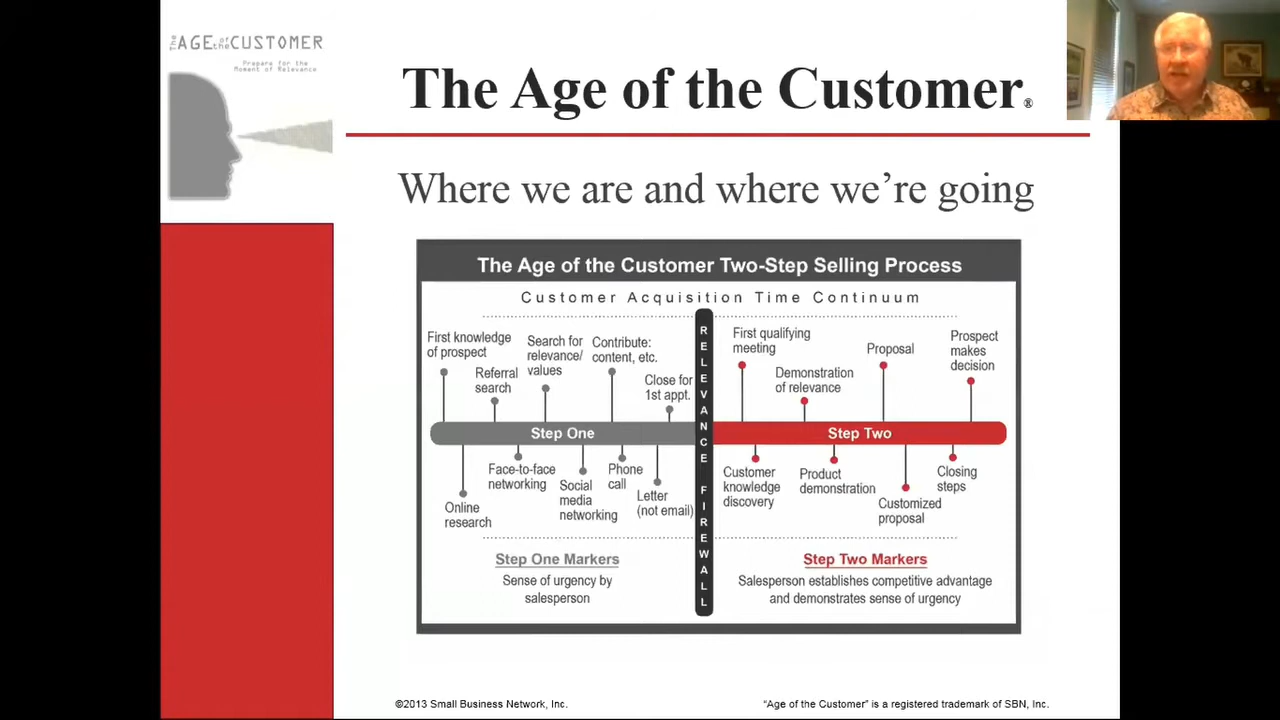 The AGE of the CUSTOMER
Prepare for the
Moment of Relevance
The Age of the Customer®
Where we are and where we’re going
The Age of the Customer Two-Step Selling Process
Customer Acquisition Time Continuum
First knowledge
of prospect
Referral
search
Search for
relevance/
values
Contribute:
content, etc.
Close for
1st appt.
First qualifying
meeting
Demonstration
of relevance
Proposal
Prospect
makes
decision
Step One
Step Two
Online
research
Face-to-face
networking
Social
media
networking
Phone
call
Letter
(not email)
RELEVANCE FIREWALL
Customer
knowledge
discovery
Product
demonstration
Customized
proposal
Closing
steps
Step One Markers
Sense of urgency by
salesperson
Step Two Markers
Salesperson establishes competitive advantage
and demonstrates sense of urgency
©2013 Small Business Network, Inc.
“Age of the Customer” is a registered trademark of SBN, Inc.